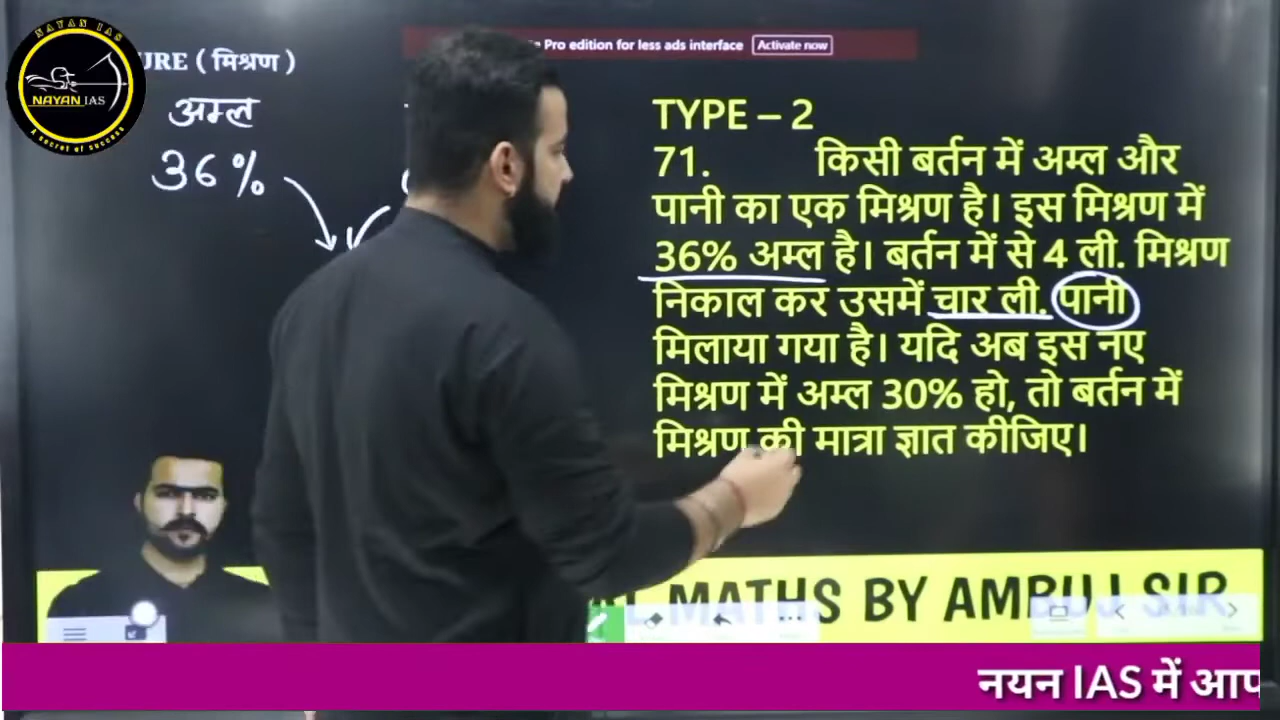 NAYAN IAS
NAYAN IAS
A secret of success
URE ( मिश्रण )
Pro edition for less ads interface
Activate now
अम्ल
36%
TYPE – 2
71. किसी बर्तन में अम्ल और
पानी का एक मिश्रण है। इस मिश्रण में
36% अम्ल है। बर्तन में से 4 ली. मिश्रण
निकाल कर उसमें चार ली. पानी
मिलाया गया है। यदि अब इस नए
मिश्रण में अम्ल 30% हो, तो बर्तन में
मिश्रण की मात्रा ज्ञात कीजिए।
MATHS BY AMBUJ SIR
नयन IAS में आप